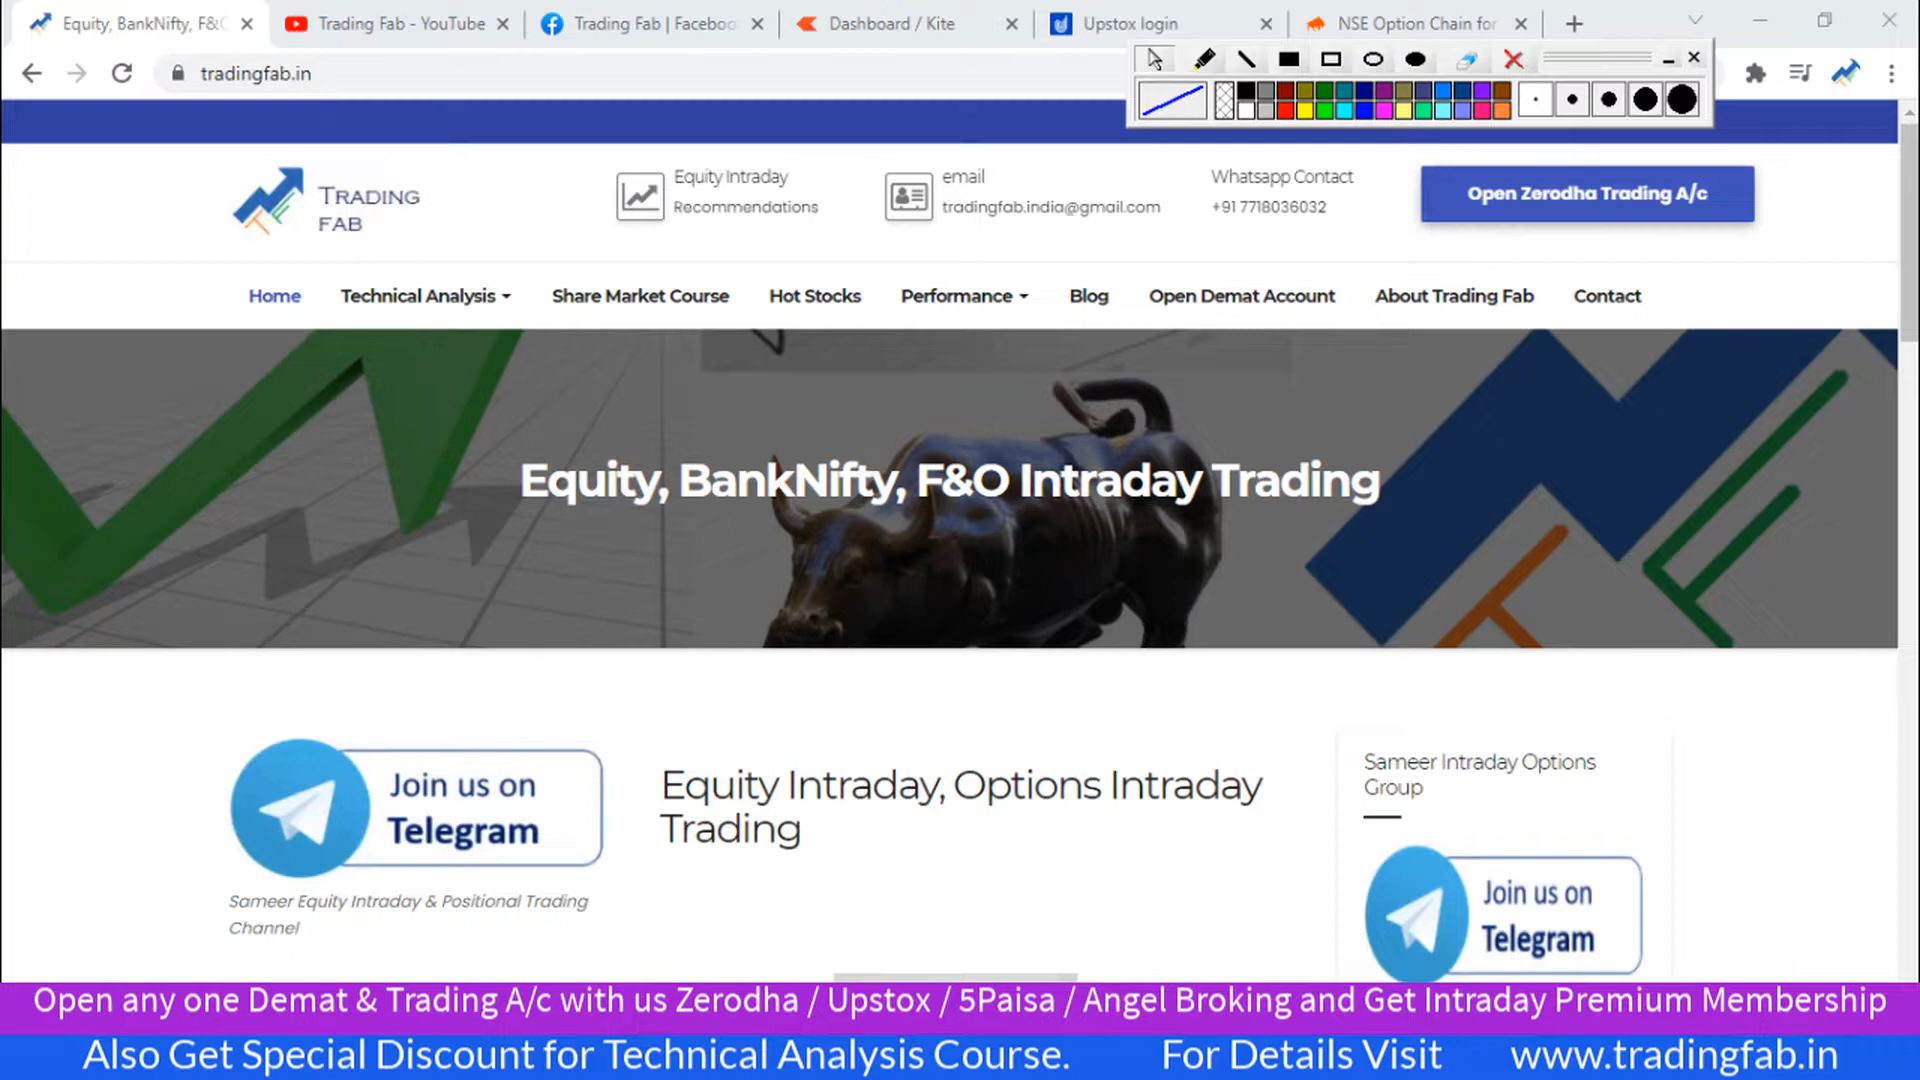 Equity, BankNifty, F&O
Trading Fab - YouTube
Trading Fab | Faceboo
Dashboard / Kite
Upstox login
NSE Option Chain for
tradingfab.in
TRADING
FAB
Equity Intraday
Recommendations
email
tradingfab.india@gmail.com
Whatsapp Contact
+91 7718036032
Open Zerodha Trading A/c
Home
Technical Analysis
Share Market Course
Hot Stocks
Performance
Blog
Open Demat Account
About Trading Fab
Contact
Equity, BankNifty, F&O Intraday Trading
Join us on
Telegram
Sameer Equity Intraday & Positional Trading
Channel
Equity Intraday, Options Intraday
Trading
Sameer Intraday Options
Group
Join us on
Telegram
Open any one Demat & Trading A/c with us Zerodha / Upstox / 5Paisa / Angel Broking and Get Intraday Premium Membership
Also Get Special Discount for Technical Analysis Course. For Details Visit www.tradingfab.in